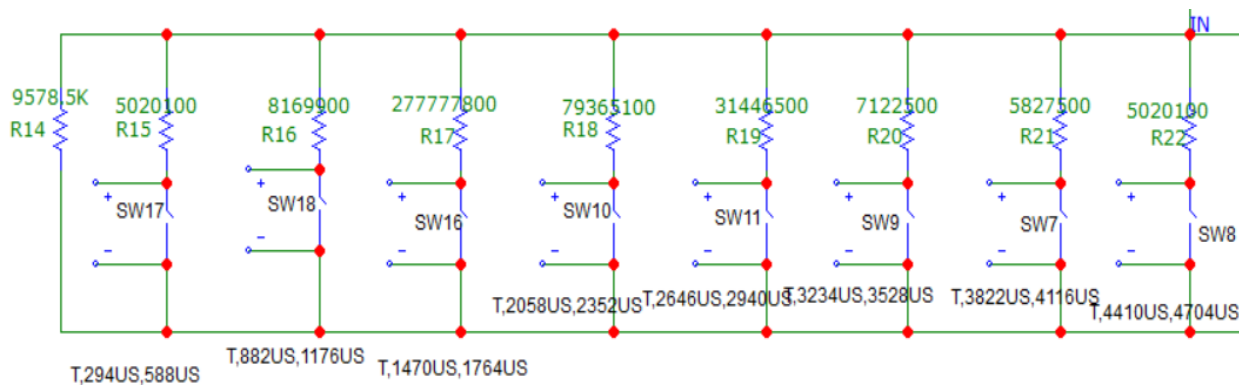 IN
9578.5K
R14
5020100
R15
8169900
R16
277777800
R17
79365100
R18
31446500
R19
7122500
R20
5827500
R21
5020100
R22
+
SW17
-
+
SW18
-
+
SW16
-
+
SW10
-
+
SW11
-
+
SW9
-
+
SW7
-
+
SW8
-
T,294US,588US
T,882US,1176US
T,1470US,1764US
T,2058US,2352US
T,2646US,2940US
T,3234US,3528US
T,3822US,4116US
T,4410US,4704US